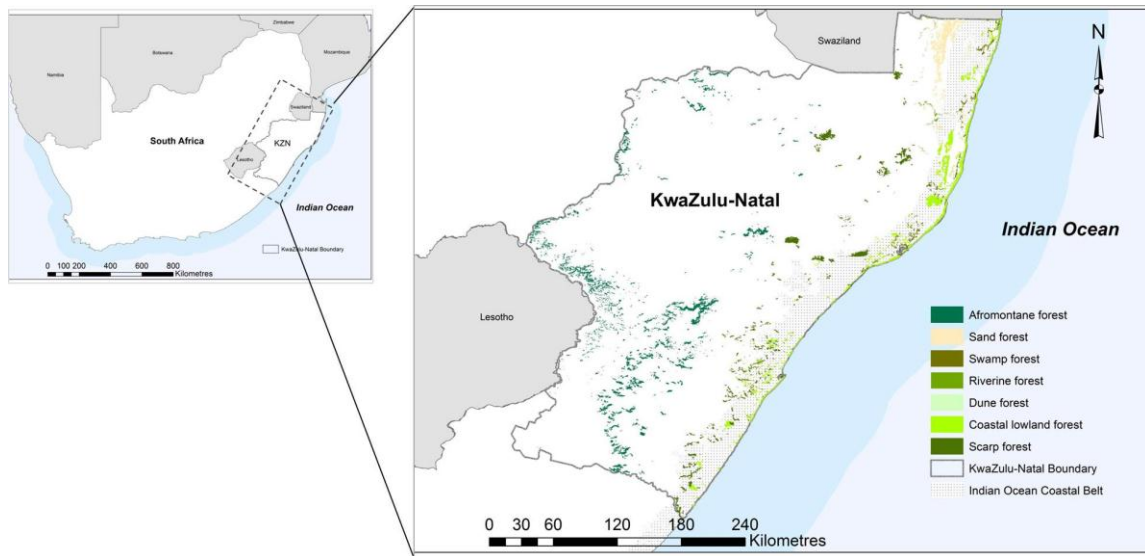 Zimbabwe
Botswana
Mozambique
Namibia
Swaziland
South Africa
KZN
Lesotho
Indian Ocean
KwaZulu-Natal Boundary
0 100 200 400 600 800
Kilometres
Swaziland
N
KwaZulu-Natal
Indian Ocean
Lesotho
Afromontane forest
Sand forest
Swamp forest
Riverine forest
Dune forest
Coastal lowland forest
Scarp forest
KwaZulu-Natal Boundary
Indian Ocean Coastal Belt
0 30 60 120 180 240
Kilometres